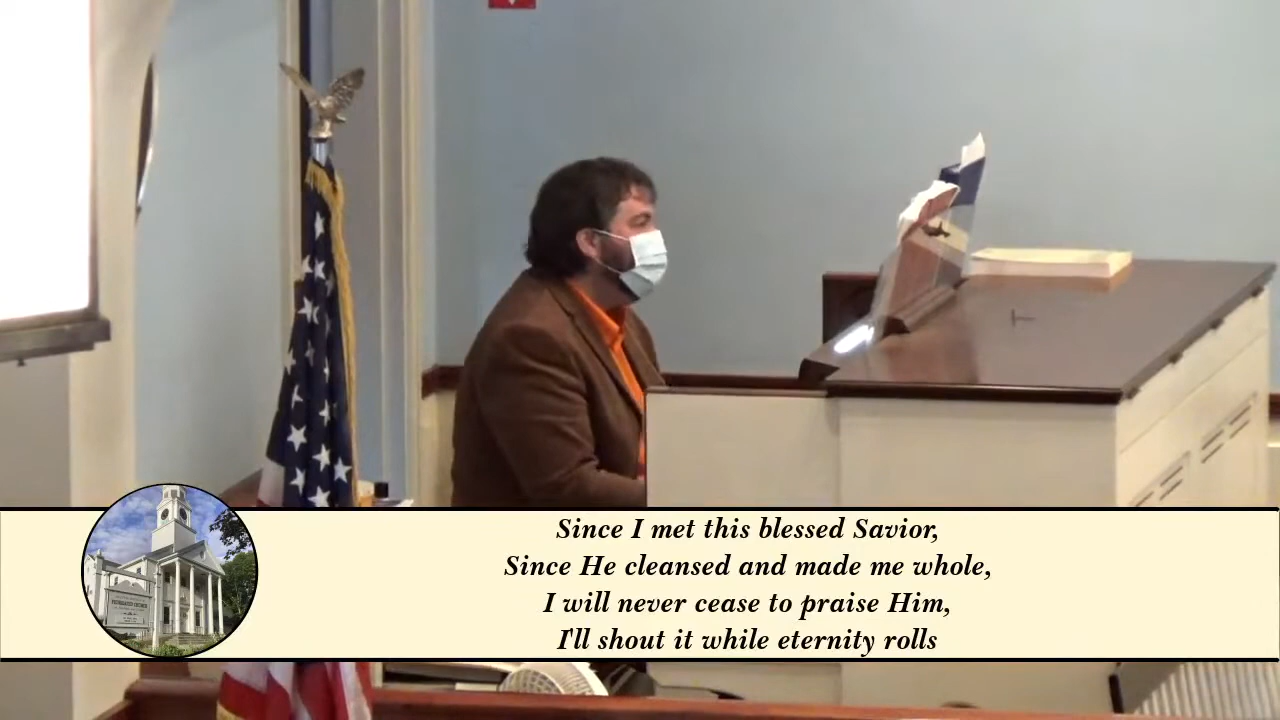 Since I met this blessed Savior,
Since He cleansed and made me whole,
I will never cease to praise Him,
I'll shout it while eternity rolls